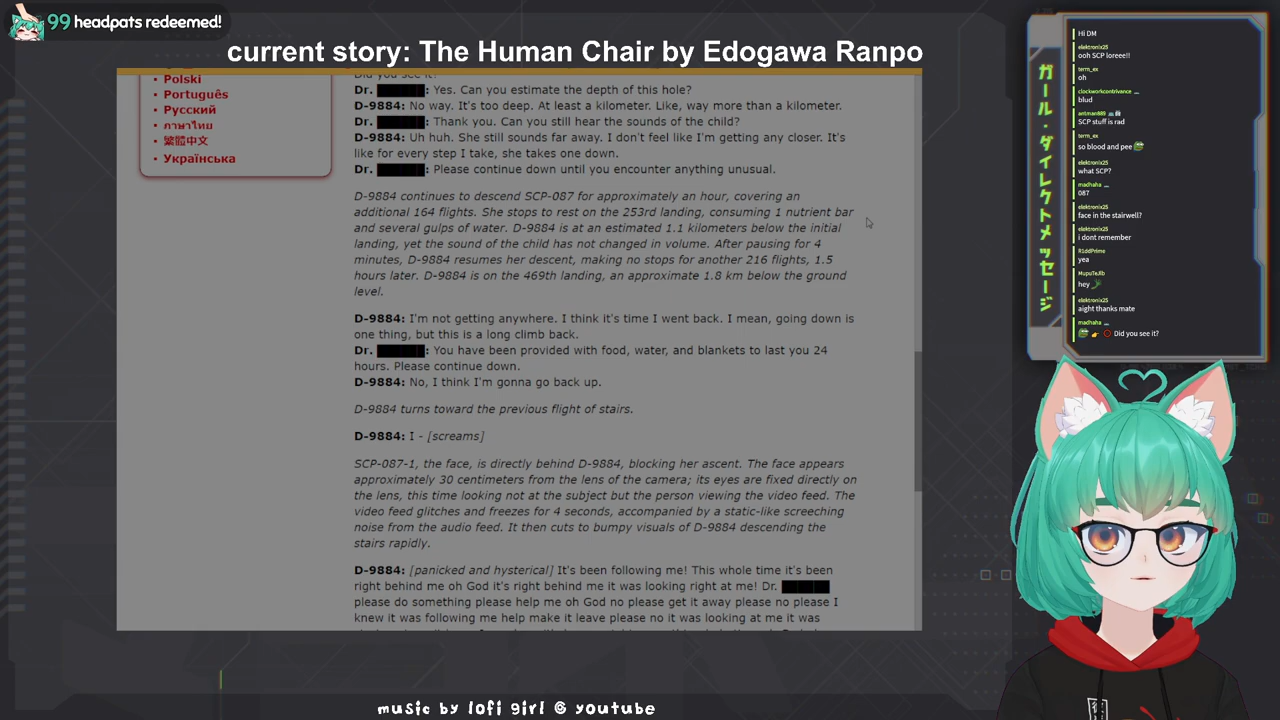 99 headpats redeemed!
current story: The Human Chair by Edogawa Ranpo
Polski
Português
Русский
ภาษาไทย
繁體中文
Українська
Did you see it?
Dr. : Yes. Can you estimate the depth of this hole?
D-9884: No way. It's too deep. At least a kilometer. Like, way more than a kilometer.
Dr. : Thank you. Can you still hear the sounds of the child?
D-9884: Uh huh. She still sounds far away. I don't feel like I'm getting any closer. It's
like for every step I take, she takes one down.
Dr. : Please continue down until you encounter anything unusual.
D-9884 continues to descend SCP-087 for approximately an hour, covering an
additional 164 flights. She stops to rest on the 253rd landing, consuming 1 nutrient bar
and several gulps of water. D-9884 is at an estimated 1.1 kilometers below the initial
landing, yet the sound of the child has not changed in volume. After pausing for 4
minutes, D-9884 resumes her descent, making no stops for another 216 flights, 1.5
hours later. D-9884 is on the 469th landing, an approximate 1.8 km below the ground
level.
D-9884: I'm not getting anywhere. I think it's time I went back. I mean, going down is
one thing, but this is a long climb back.
Dr. : You have been provided with food, water, and blankets to last you 24
hours. Please continue down.
D-9884: No, I think I'm gonna go back up.
D-9884 turns toward the previous flight of stairs.
D-9884: I - [screams]
SCP-087-1, the face, is directly behind D-9884, blocking her ascent. The face appears
approximately 30 centimeters from the lens of the camera; its eyes are fixed directly on
the lens, this time looking not at the subject but the person viewing the video feed. The
video feed glitches and freezes for 4 seconds, accompanied by a static-like screeching
noise from the audio feed. It then cuts to bumpy visuals of D-9884 descending the
stairs rapidly.
D-9884: [panicked and hysterical] It's been following me! This whole time it's been
right behind me oh God it's right behind me it was looking right at me! Dr.
please do something please help me oh God no please get it away please no please I
knew it was following me help make it leave please no it was looking at me it was
ガール・ダイレクトメッセージ
Hi DM
elektronix25
ooh SCP loreee!!
term_ex
oh
clockworkcontrivance
blud
antman889
SCP stuff is rad
term_ex
so blood and pee
elektronix25
what SCP?
madhaha
087
elektronix25
face in the stairwell?
elektronix25
i dont remember
R1ddPrime
yea
MupuTeJlb
hey
elektronix25
aight thanks mate
madhaha
Did you see it?
music by lofi girl @ youtube